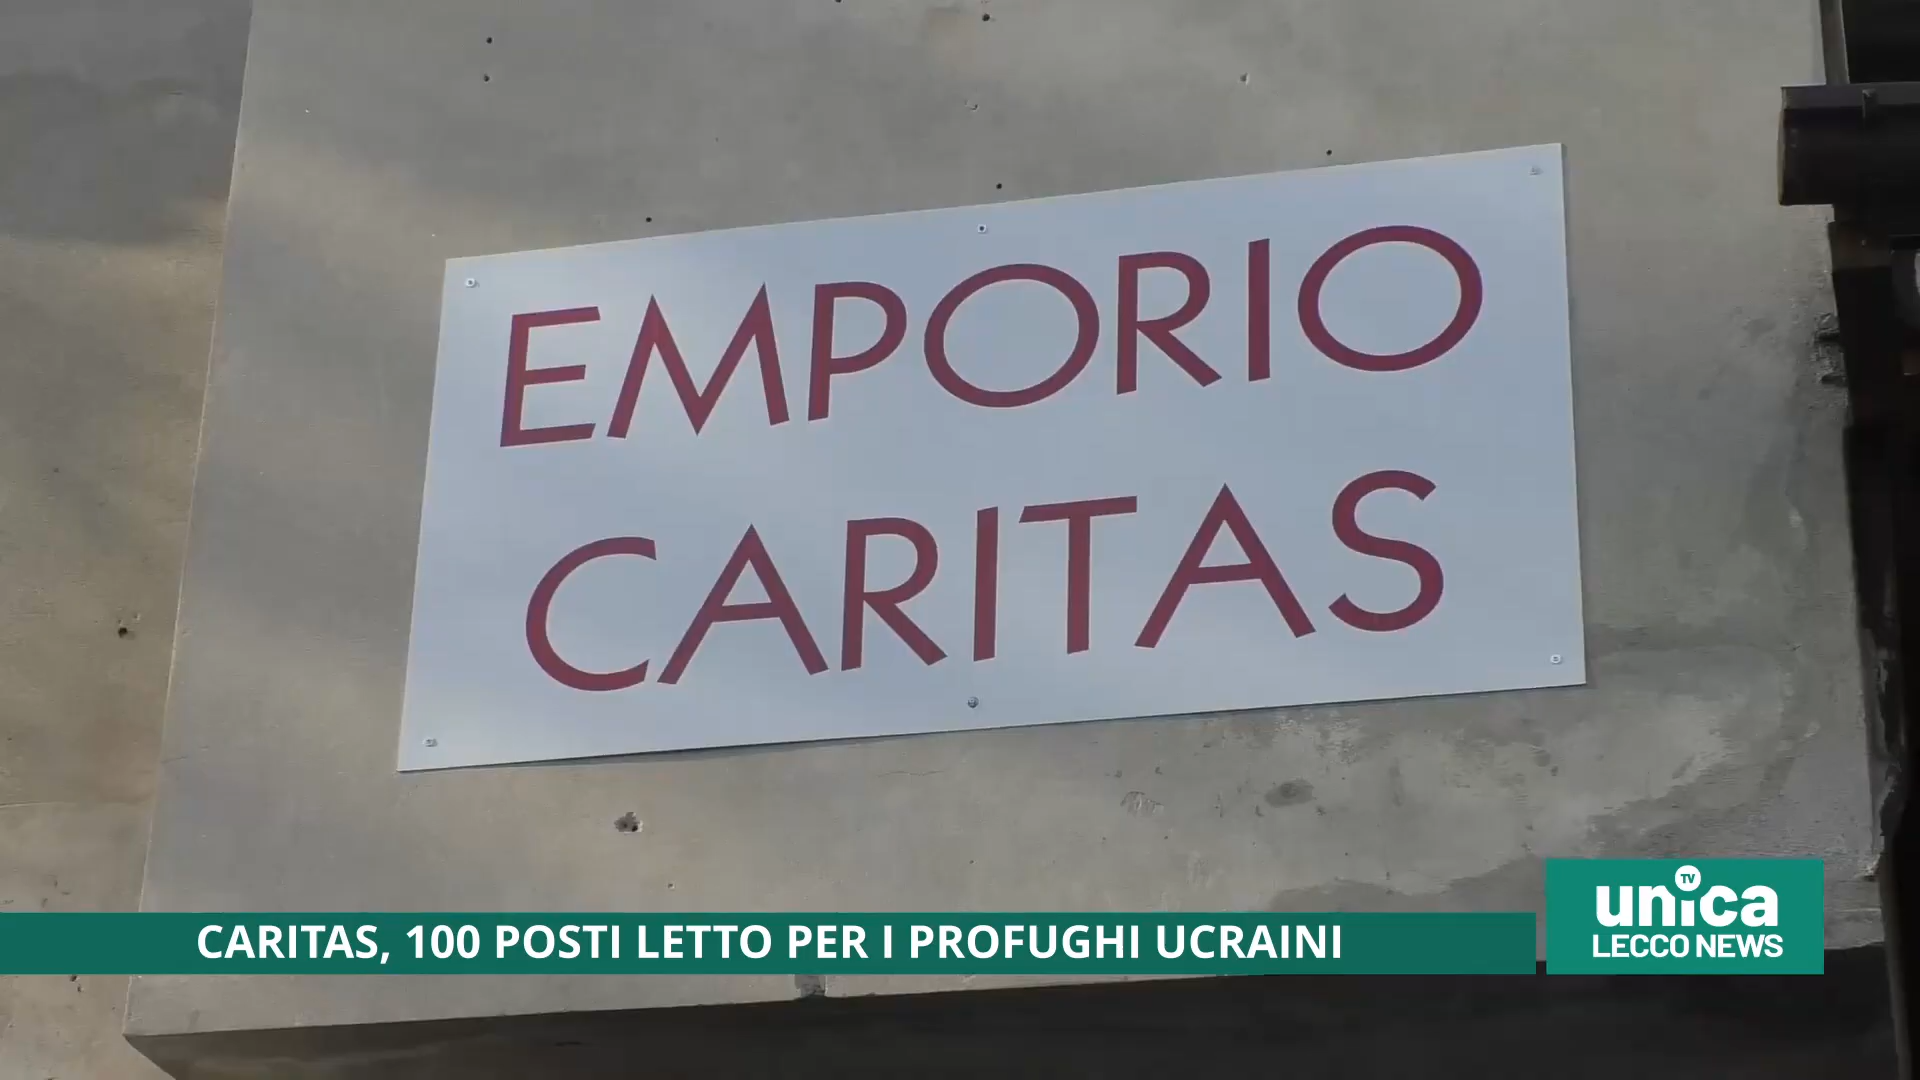 EMPORIO
CARITAS
CARITAS, 100 POSTI LETTO PER I PROFUGHI UCRAINI
unica TV
LECCO NEWS